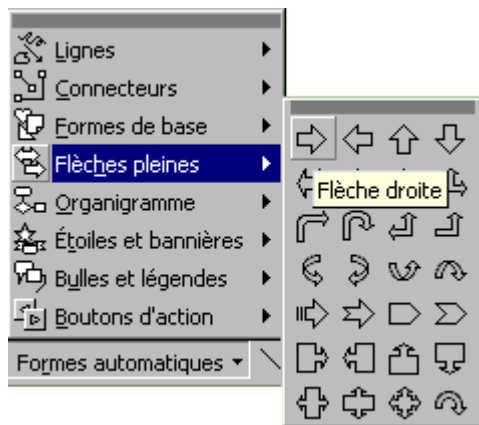 Lignes
Connecteurs
Formes de base
Flèches pleines
Flèche droite
Organigramme
Étoiles et bannières
Bulles et légendes
Boutons d'action
Formes automatiques